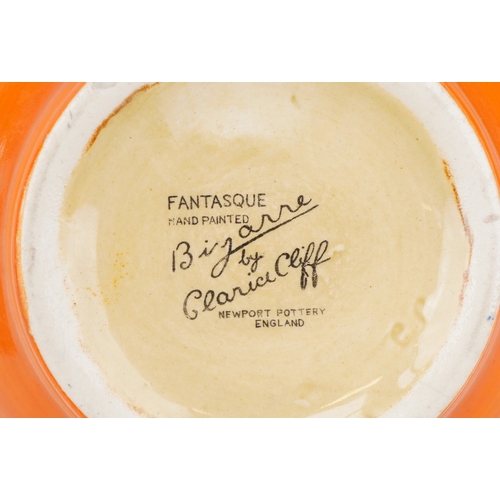 FANTASQUE
HAND PAINTED
Bizarre
by
Clarice Cliff
NEWPORT POTTERY
ENGLAND